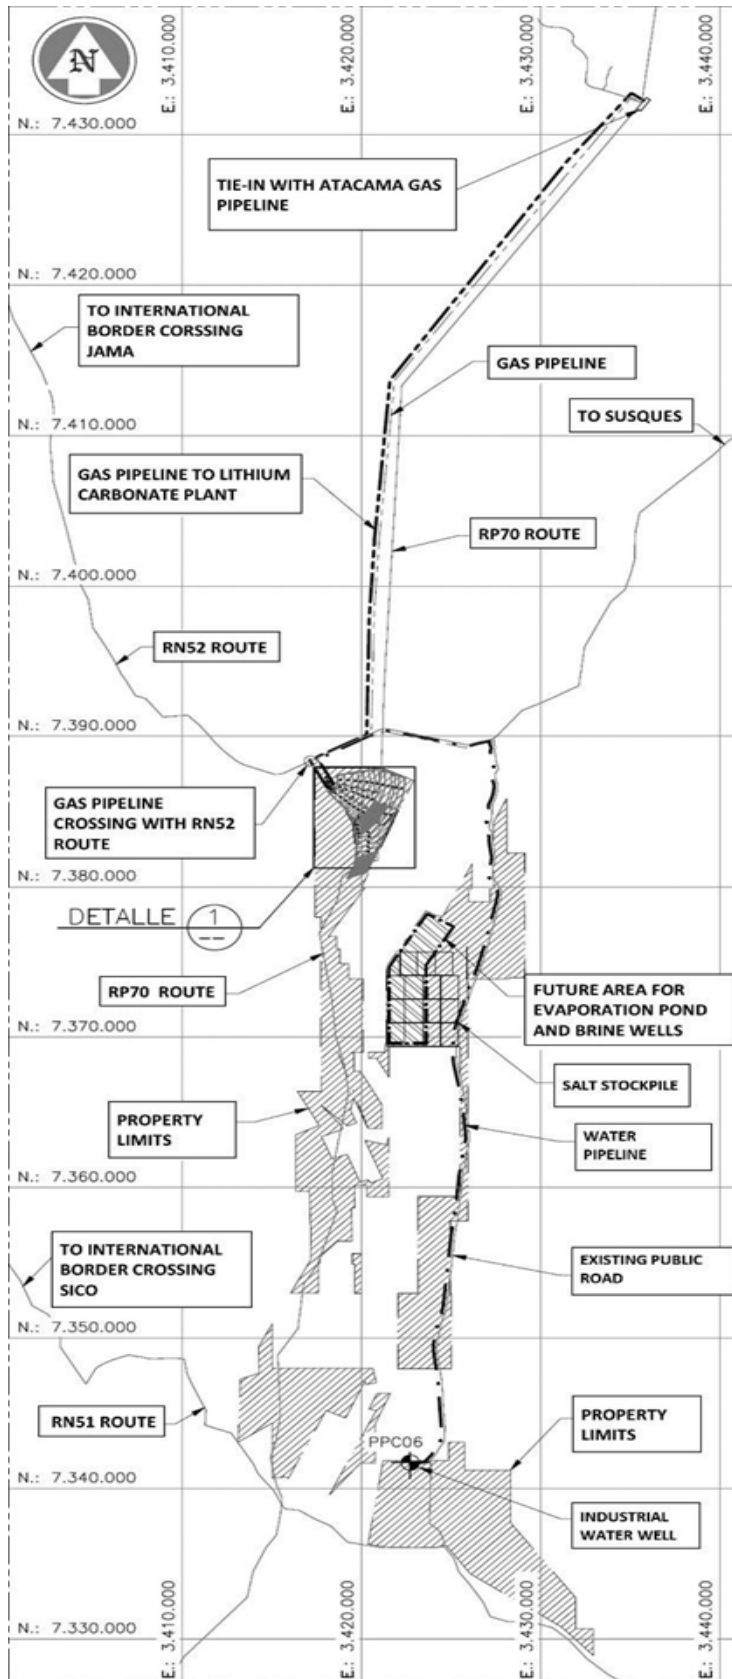 N
E.: 3.410.000
E.: 3.420.000
E.: 3.430.000
E.: 3.440.000
N.: 7.430.000
TIE-IN WITH ATACAMA GAS
PIPELINE
N.: 7.420.000
TO INTERNATIONAL
BORDER CORSSING
JAMA
GAS PIPELINE
TO SUSQUES
N.: 7.410.000
GAS PIPELINE TO LITHIUM
CARBONATE PLANT
RP70 ROUTE
N.: 7.400.000
RN52 ROUTE
N.: 7.390.000
GAS PIPELINE
CROSSING WITH RN52
ROUTE
N.: 7.380.000
DETALLE 1
--
RP70 ROUTE
FUTURE AREA FOR
EVAPORATION POND
AND BRINE WELLS
N.: 7.370.000
SALT STOCKPILE
PROPERTY
LIMITS
WATER
PIPELINE
N.: 7.360.000
TO INTERNATIONAL
BORDER CROSSING
SICO
EXISTING PUBLIC
ROAD
N.: 7.350.000
RN51 ROUTE
PROPERTY
LIMITS
PPC06
N.: 7.340.000
INDUSTRIAL
WATER WELL
N.: 7.330.000
E.: 3.410.000
E.: 3.420.000
E.: 3.430.000
E.: 3.440.000